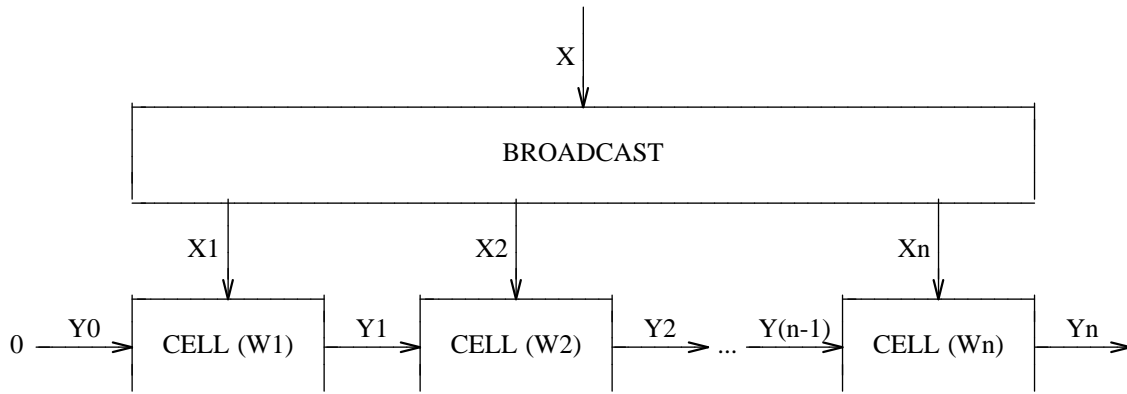 X
BROADCAST
X1 X2 Xn
0 Y0 CELL (W1) Y1 CELL (W2) Y2 ... Y(n-1) CELL (Wn) Yn